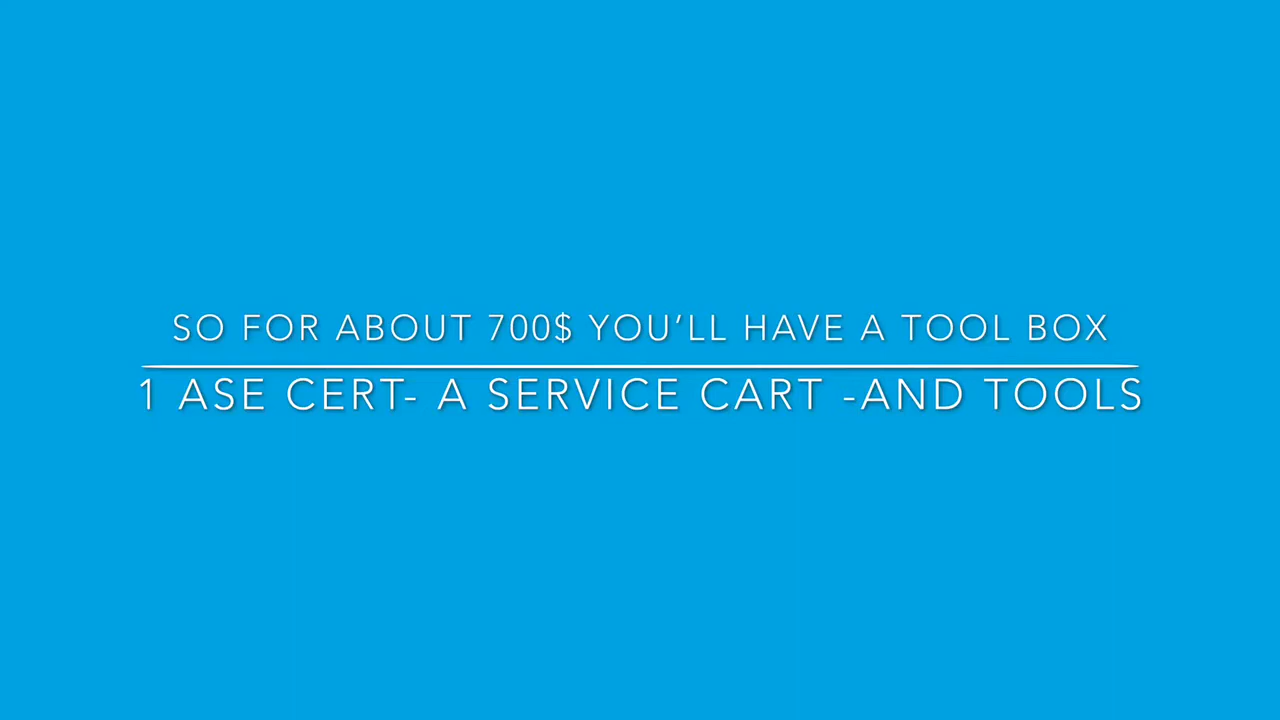 SO FOR ABOUT 700$ YOU’LL HAVE A TOOL BOX
1 ASE CERT- A SERVICE CART -AND TOOLS